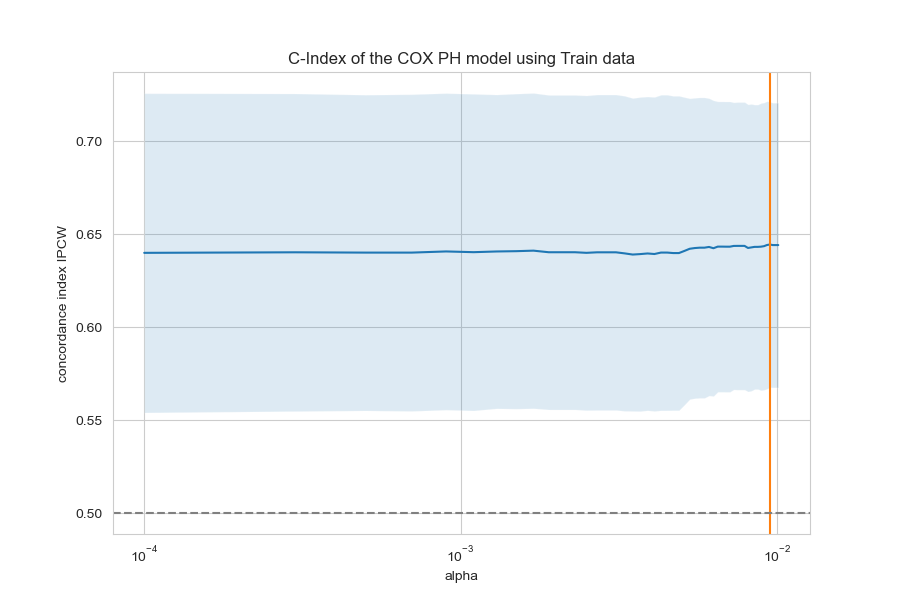 C-Index of the COX PH model using Train data
concordance index IPCW
0.70
0.65
0.60
0.55
0.50
10⁻⁴ 10⁻³ 10⁻²
alpha